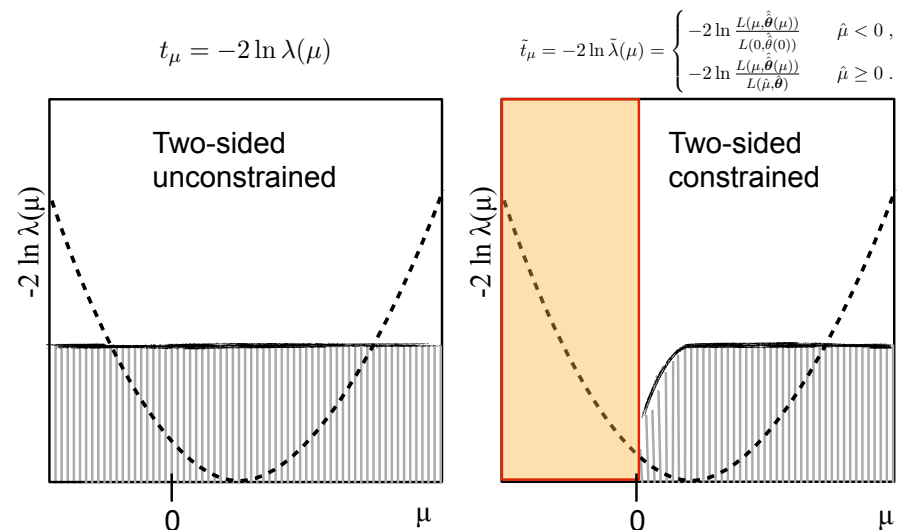 t_μ = −2 ln λ(μ)
t̃_μ = −2 ln λ̃(μ) = { −2 ln L(μ, θ̂̂(μ)) / L(0, θ̂̂(0))   μ̂ < 0 ,
−2 ln L(μ, θ̂̂(μ)) / L(μ̂, θ̂)   μ̂ ≥ 0 .
Two-sided
unconstrained
-2 ln λ(μ)
0
μ
Two-sided
constrained
-2 ln λ(μ)
0
μ